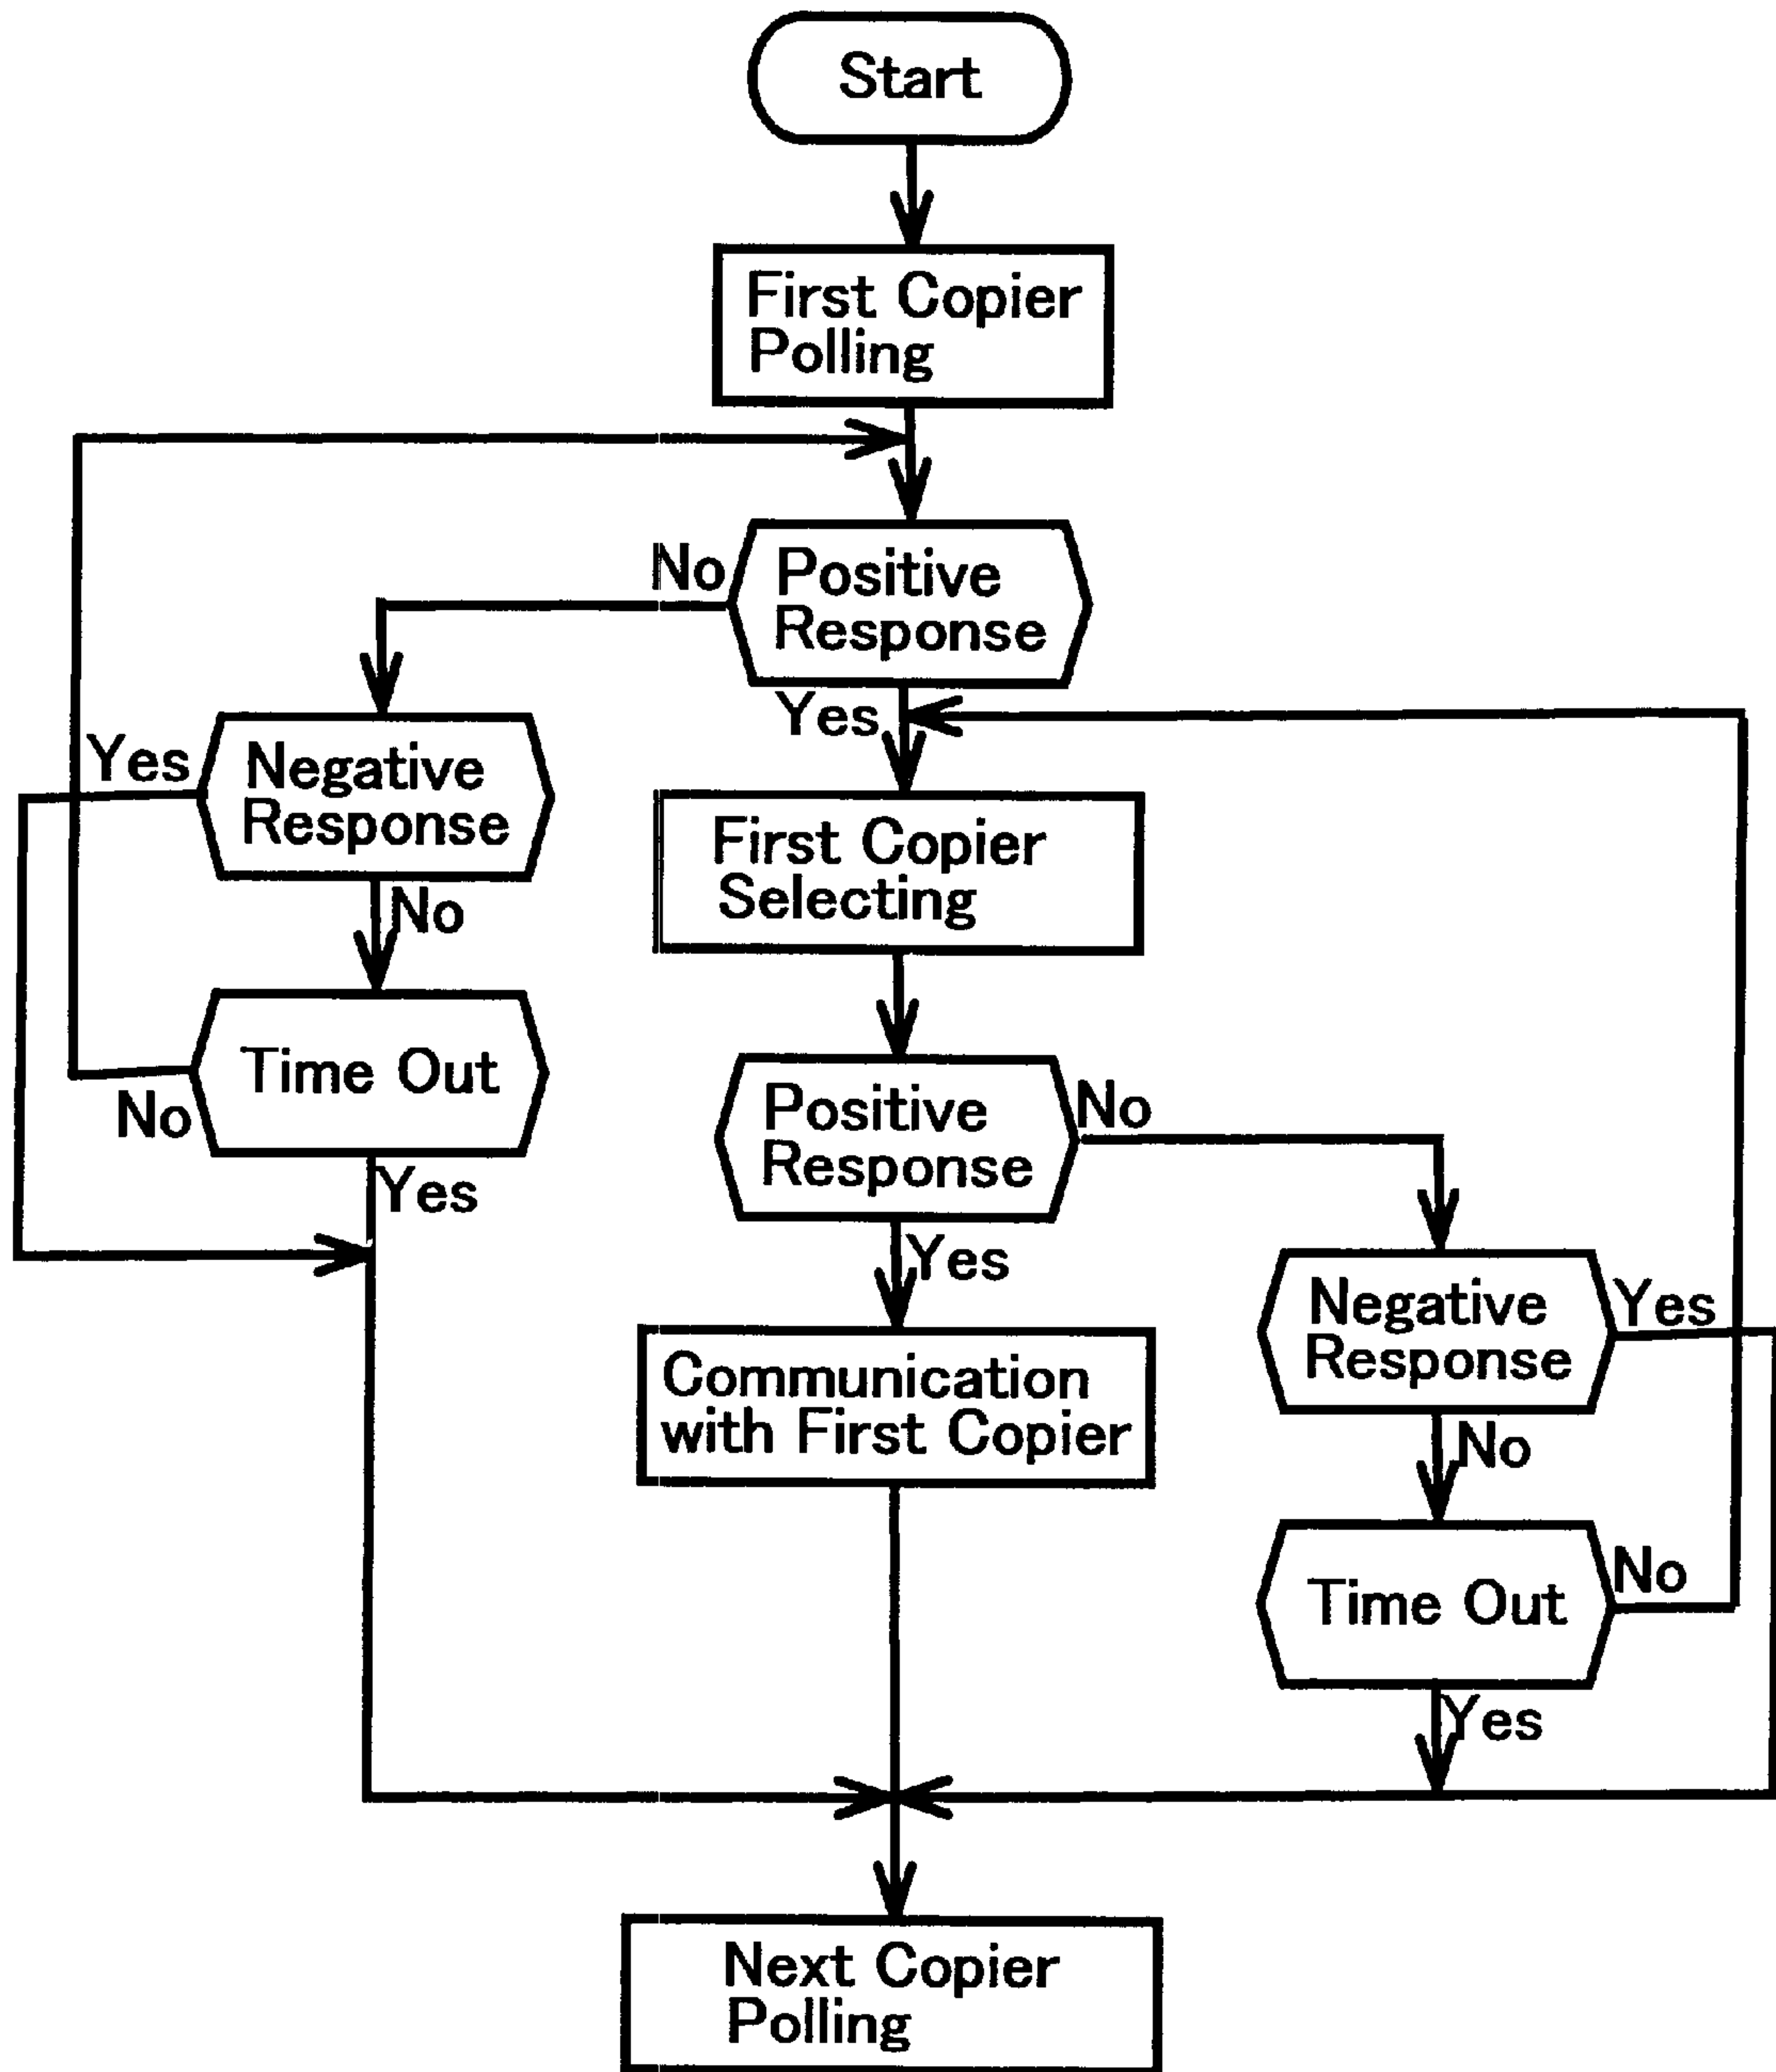 Start
First Copier
Polling
No
Positive
Response
Yes
Yes
Negative
Response
First Copier
Selecting
No
Time Out
No
Yes
Positive
Response
No
Yes
Negative
Response
Yes
Communication
with First Copier
No
Time Out
No
Yes
Next Copier
Polling